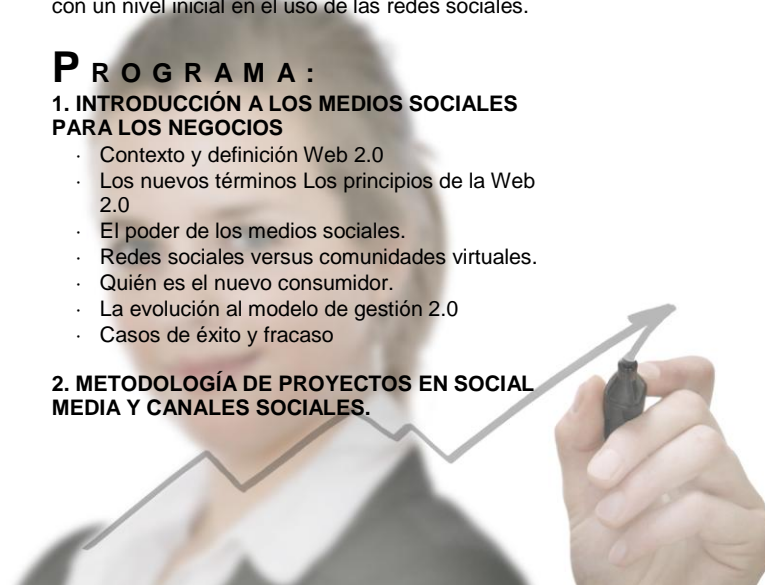 con un nivel inicial en el uso de las redes sociales.
P R O G R A M A :
1. INTRODUCCIÓN A LOS MEDIOS SOCIALES
PARA LOS NEGOCIOS
· Contexto y definición Web 2.0
· Los nuevos términos Los principios de la Web
2.0
· El poder de los medios sociales.
· Redes sociales versus comunidades virtuales.
· Quién es el nuevo consumidor.
· La evolución al modelo de gestión 2.0
· Casos de éxito y fracaso
2. METODOLOGÍA DE PROYECTOS EN SOCIAL
MEDIA Y CANALES SOCIALES.